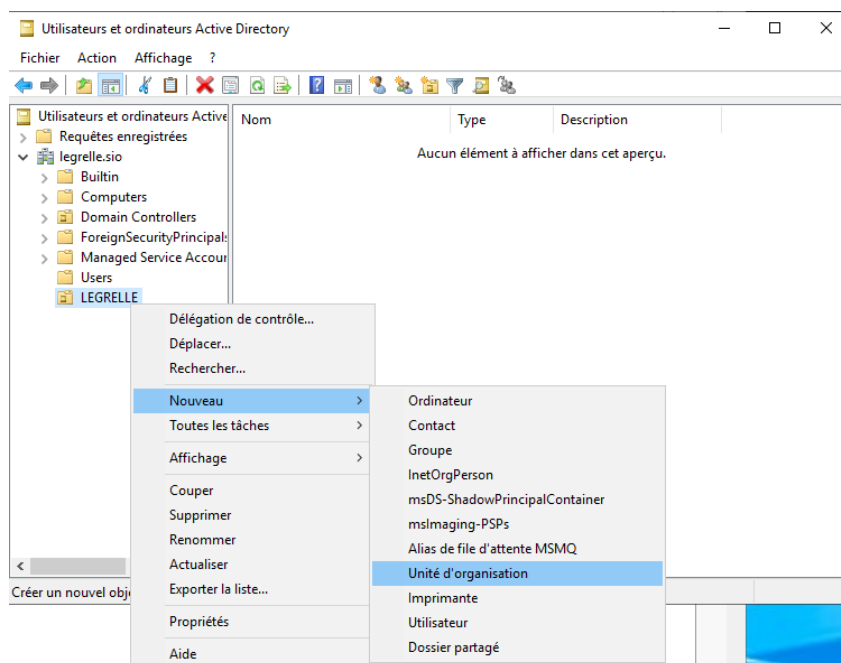 Utilisateurs et ordinateurs Active Directory
Fichier Action Affichage ?
Utilisateurs et ordinateurs Active
Nom Type Description
Requêtes enregistrées
Aucun élément à afficher dans cet aperçu.
legrelle.sio
Builtin
Computers
Domain Controllers
ForeignSecurityPrincipals
Managed Service Accour
Users
LEGRELLE
Délégation de contrôle...
Déplacer...
Rechercher...
Nouveau >
Toutes les tâches >
Affichage >
Couper
Supprimer
Renommer
Actualiser
Exporter la liste...
Propriétés
Aide
Ordinateur
Contact
Groupe
InetOrgPerson
msDS-ShadowPrincipalContainer
msImaging-PSPs
Alias de file d'attente MSMQ
Unité d'organisation
Imprimante
Utilisateur
Dossier partagé
Créer un nouvel obj